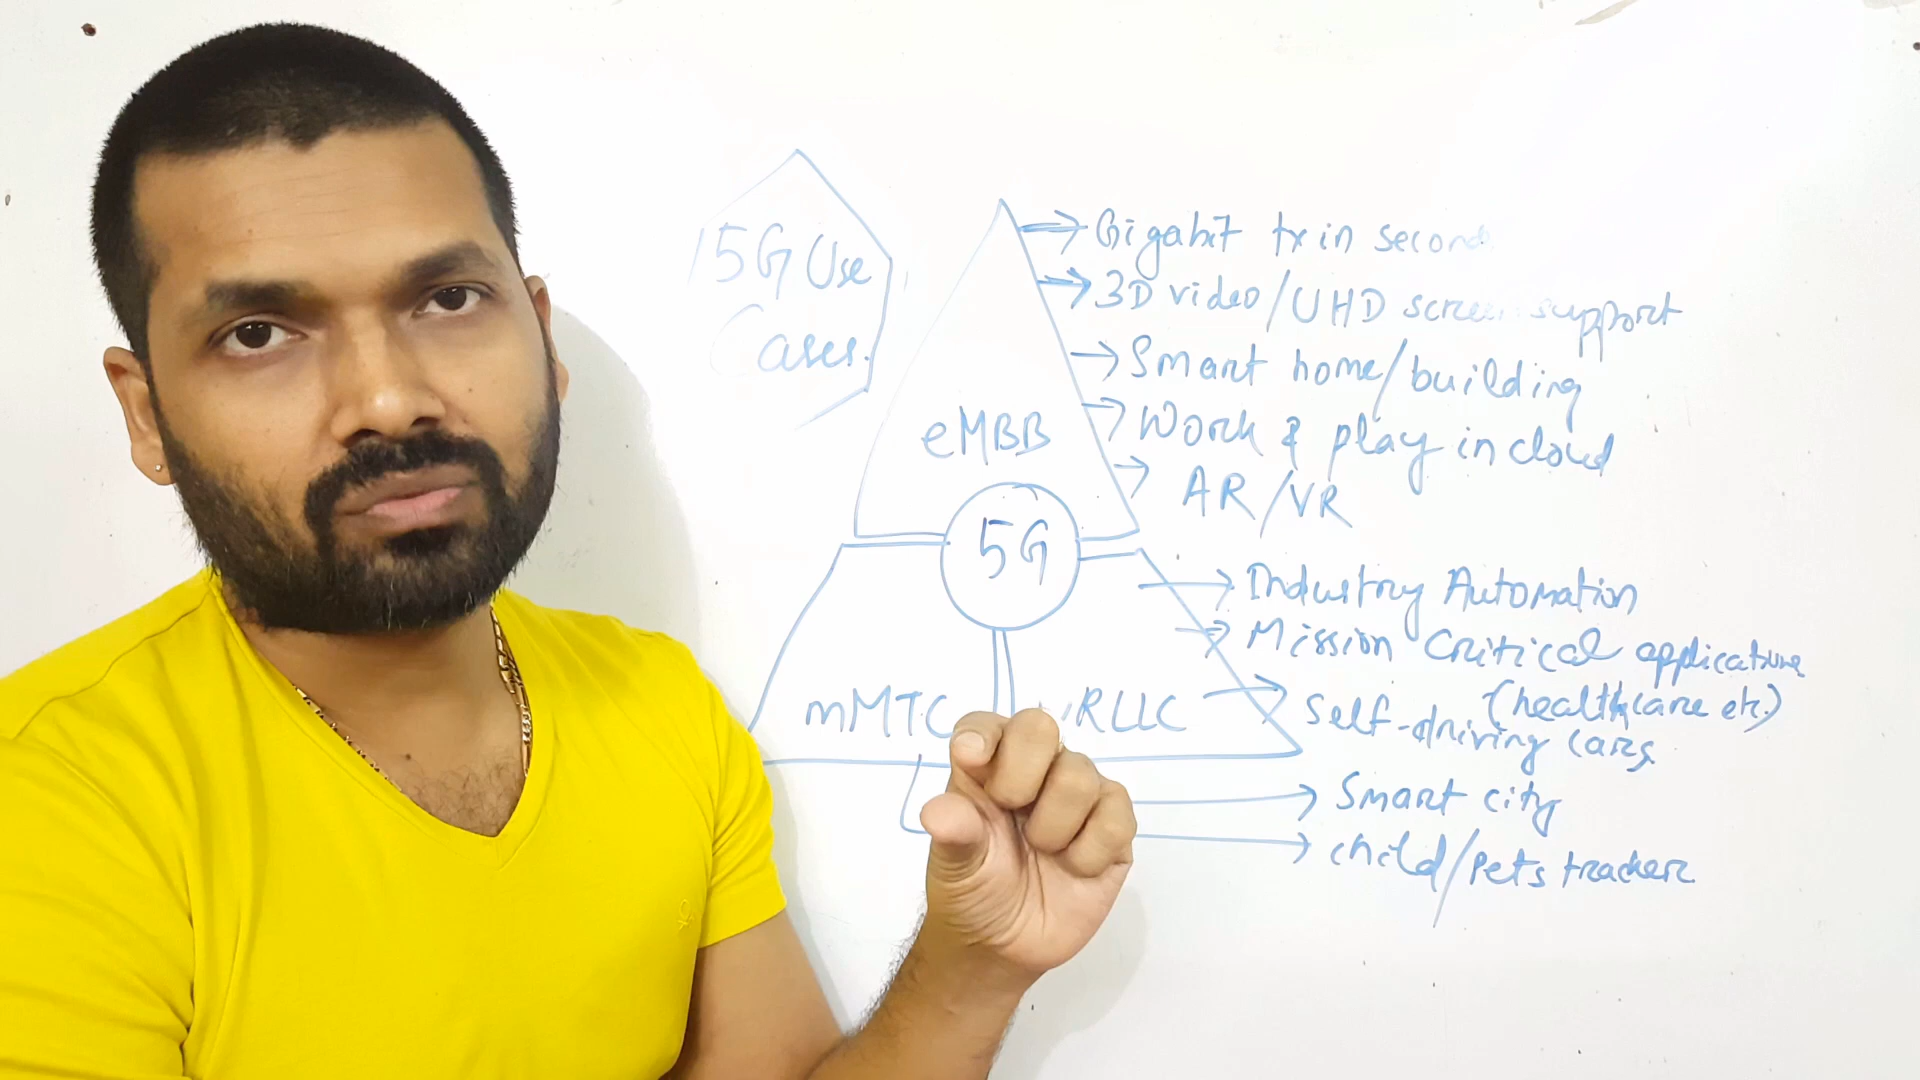 5G Use
Cases.
Gigabit tx in second
3D video/UHD screen support
Smart home/building
Work & play in cloud
AR/VR
eMBB
5G
Industry Automation
Mission Critical applications
(healthcare etc.)
Self-driving cars
mMTC
URLLC
Smart city
child/Pets tracker